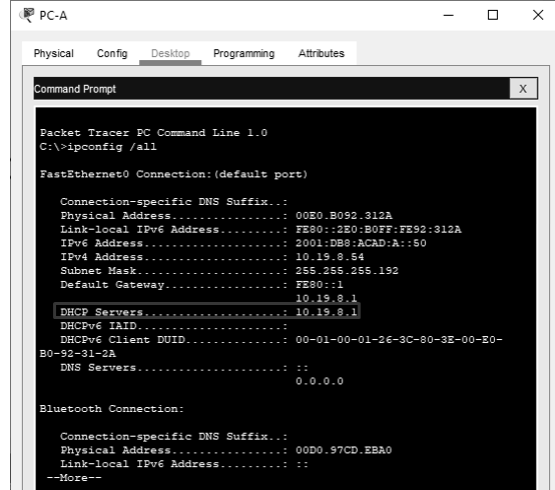 PC-A
Physical Config Desktop Programming Attributes
Command Prompt X
Packet Tracer PC Command Line 1.0
C:\>ipconfig /all
FastEthernet0 Connection:(default port)
Connection-specific DNS Suffix..:
Physical Address................: 00E0.B092.312A
Link-local IPv6 Address.........: FE80::2E0:B0FF:FE92:312A
IPv6 Address....................: 2001:DB8:ACAD:A::50
IPv4 Address....................: 10.19.8.54
Subnet Mask.....................: 255.255.255.192
Default Gateway.................: FE80::1
10.19.8.1
DHCP Servers....................: 10.19.8.1
DHCPv6 IAID.....................:
DHCPv6 Client DUID..............: 00-01-00-01-26-3C-80-3E-00-E0-
B0-92-31-2A
DNS Servers.....................: ::
0.0.0.0
Bluetooth Connection:
Connection-specific DNS Suffix..:
Physical Address................: 00D0.97CD.EBA0
Link-local IPv6 Address.........: ::
--More--